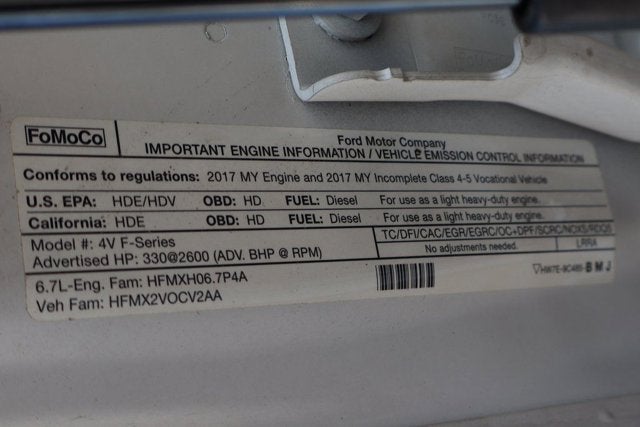 FoMoCo
Ford Motor Company
IMPORTANT ENGINE INFORMATION / VEHICLE EMISSION CONTROL INFORMATION
Conforms to regulations: 2017 MY Engine and 2017 MY Incomplete Class 4-5 Vocational Vehicle
U.S. EPA: HDE/HDV OBD: HD FUEL: Diesel For use as a light heavy-duty engine.
California: HDE OBD: HD FUEL: Diesel For use as a light heavy-duty engine.
Model #: 4V F-Series
Advertised HP: 330@2600 (ADV. BHP @ RPM)
TC/DFI/CAC/EGR/EGRC/OC+DPF/SCRC/NOXS/RDQS
No adjustments needed.
6.7L-Eng. Fam: HFMXH06.7P4A
Veh Fam: HFMX2VOCV2AA
BMJ